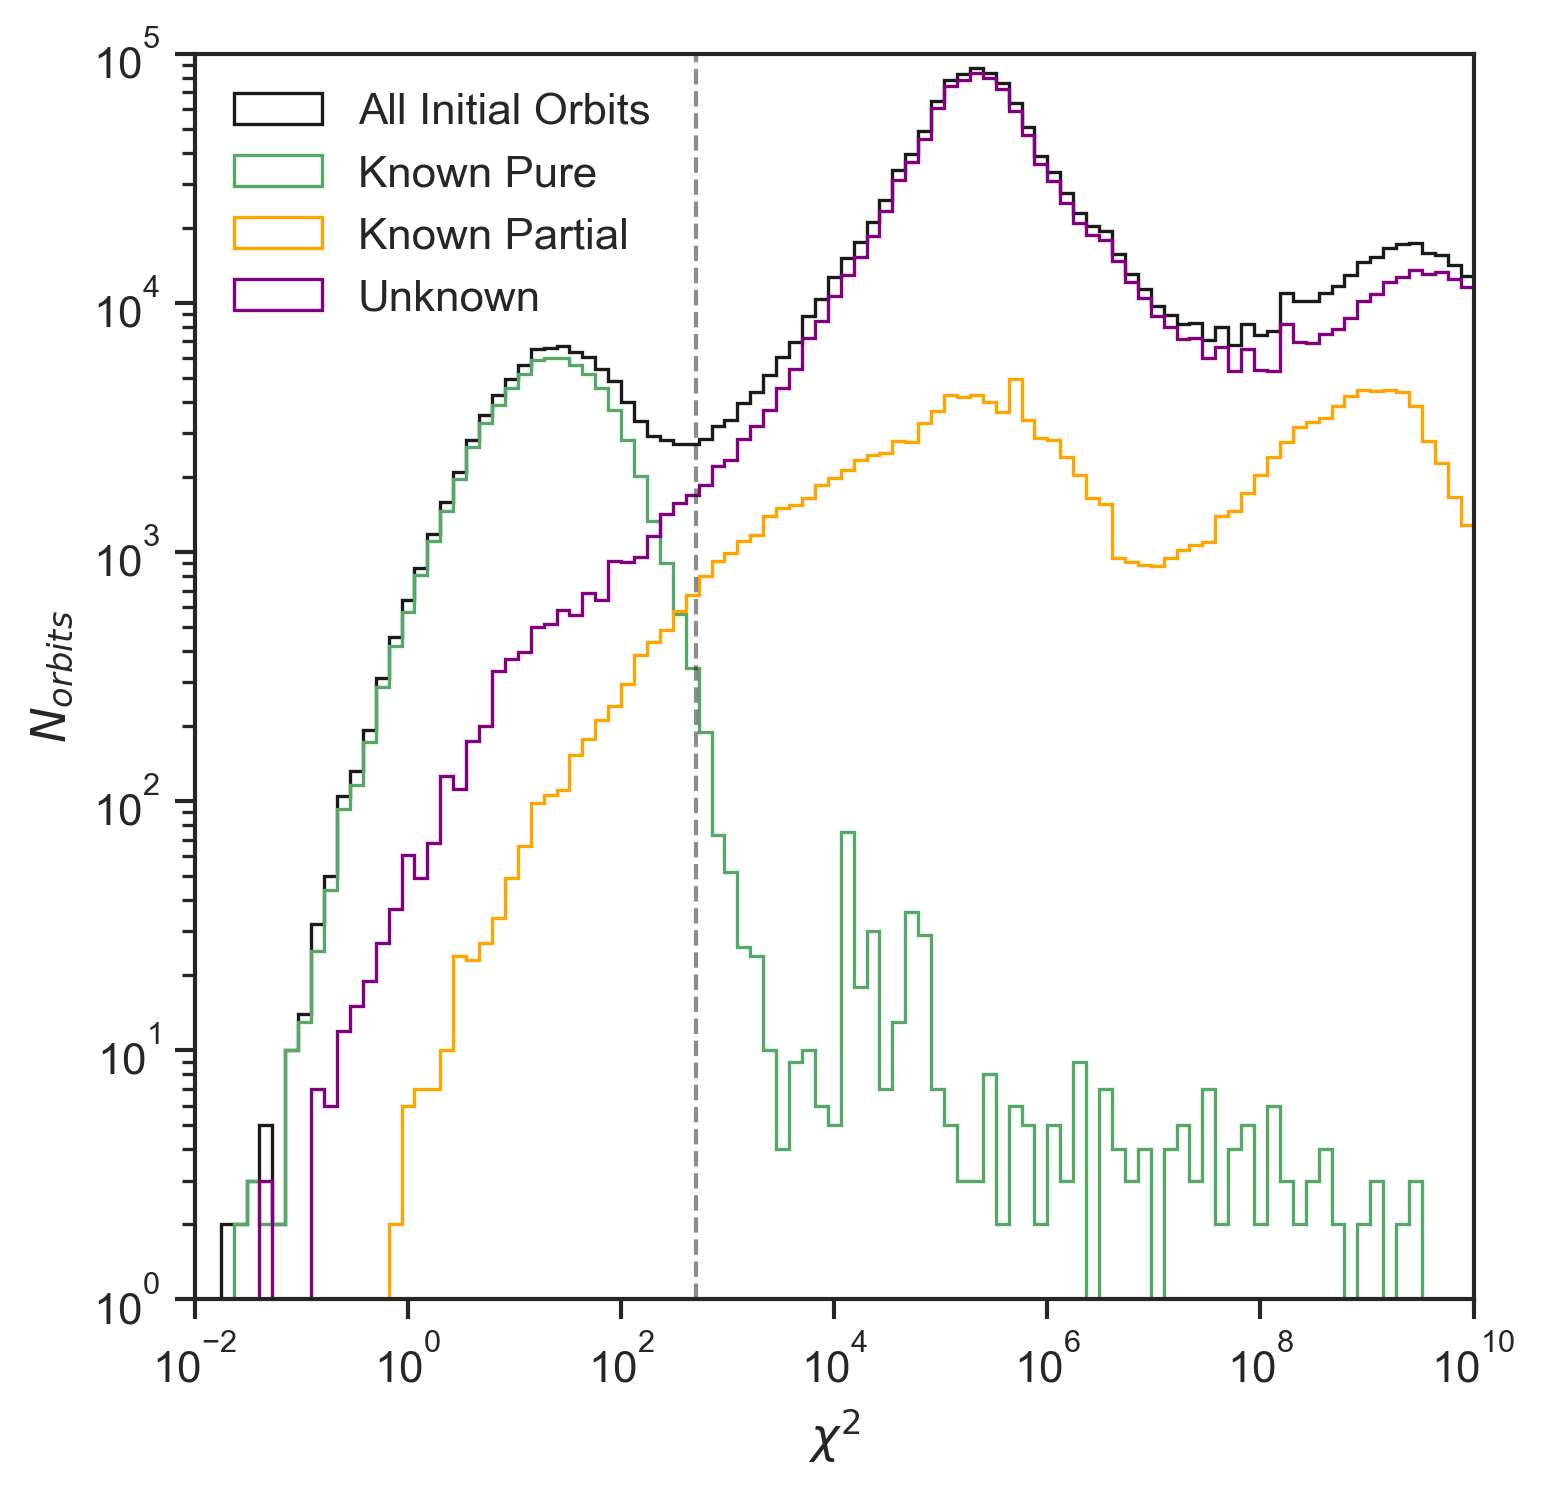 10^5
10^4
10^3
10^2
10^1
10^0
N_orbits
All Initial Orbits
Known Pure
Known Partial
Unknown
10^−2 10^0 10^2 10^4 10^6 10^8 10^10
χ^2